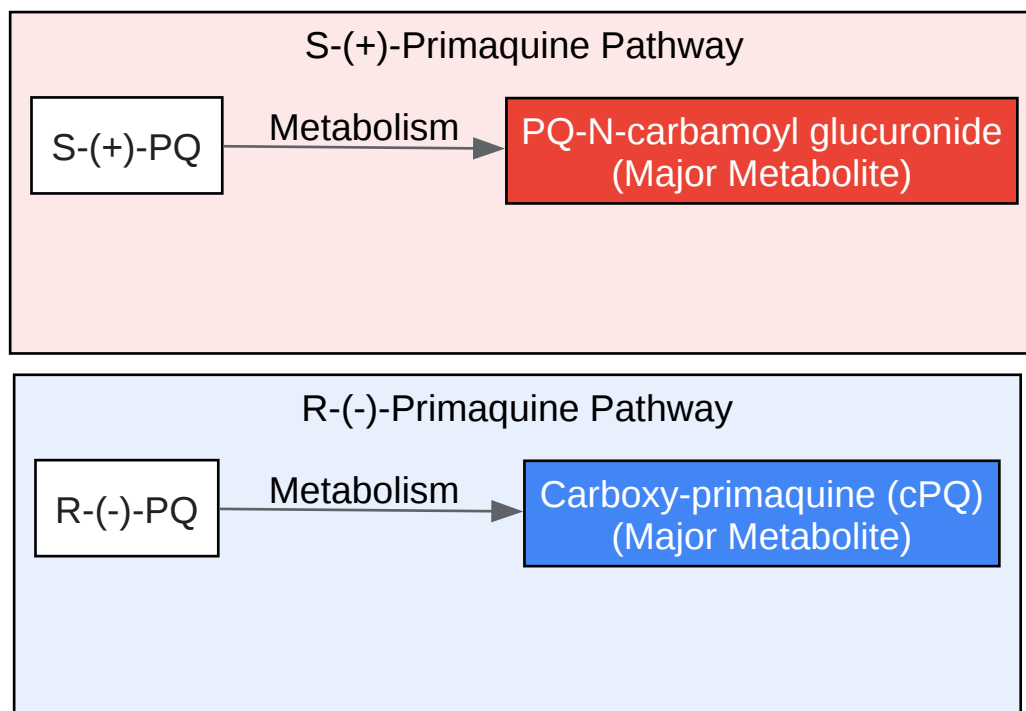 S-(+)-Primaquine Pathway
S-(+)-PQ
Metabolism
PQ-N-carbamoyl glucuronide
(Major Metabolite)
R-(-)-Primaquine Pathway
R-(-)-PQ
Metabolism
Carboxy-primaquine (cPQ)
(Major Metabolite)